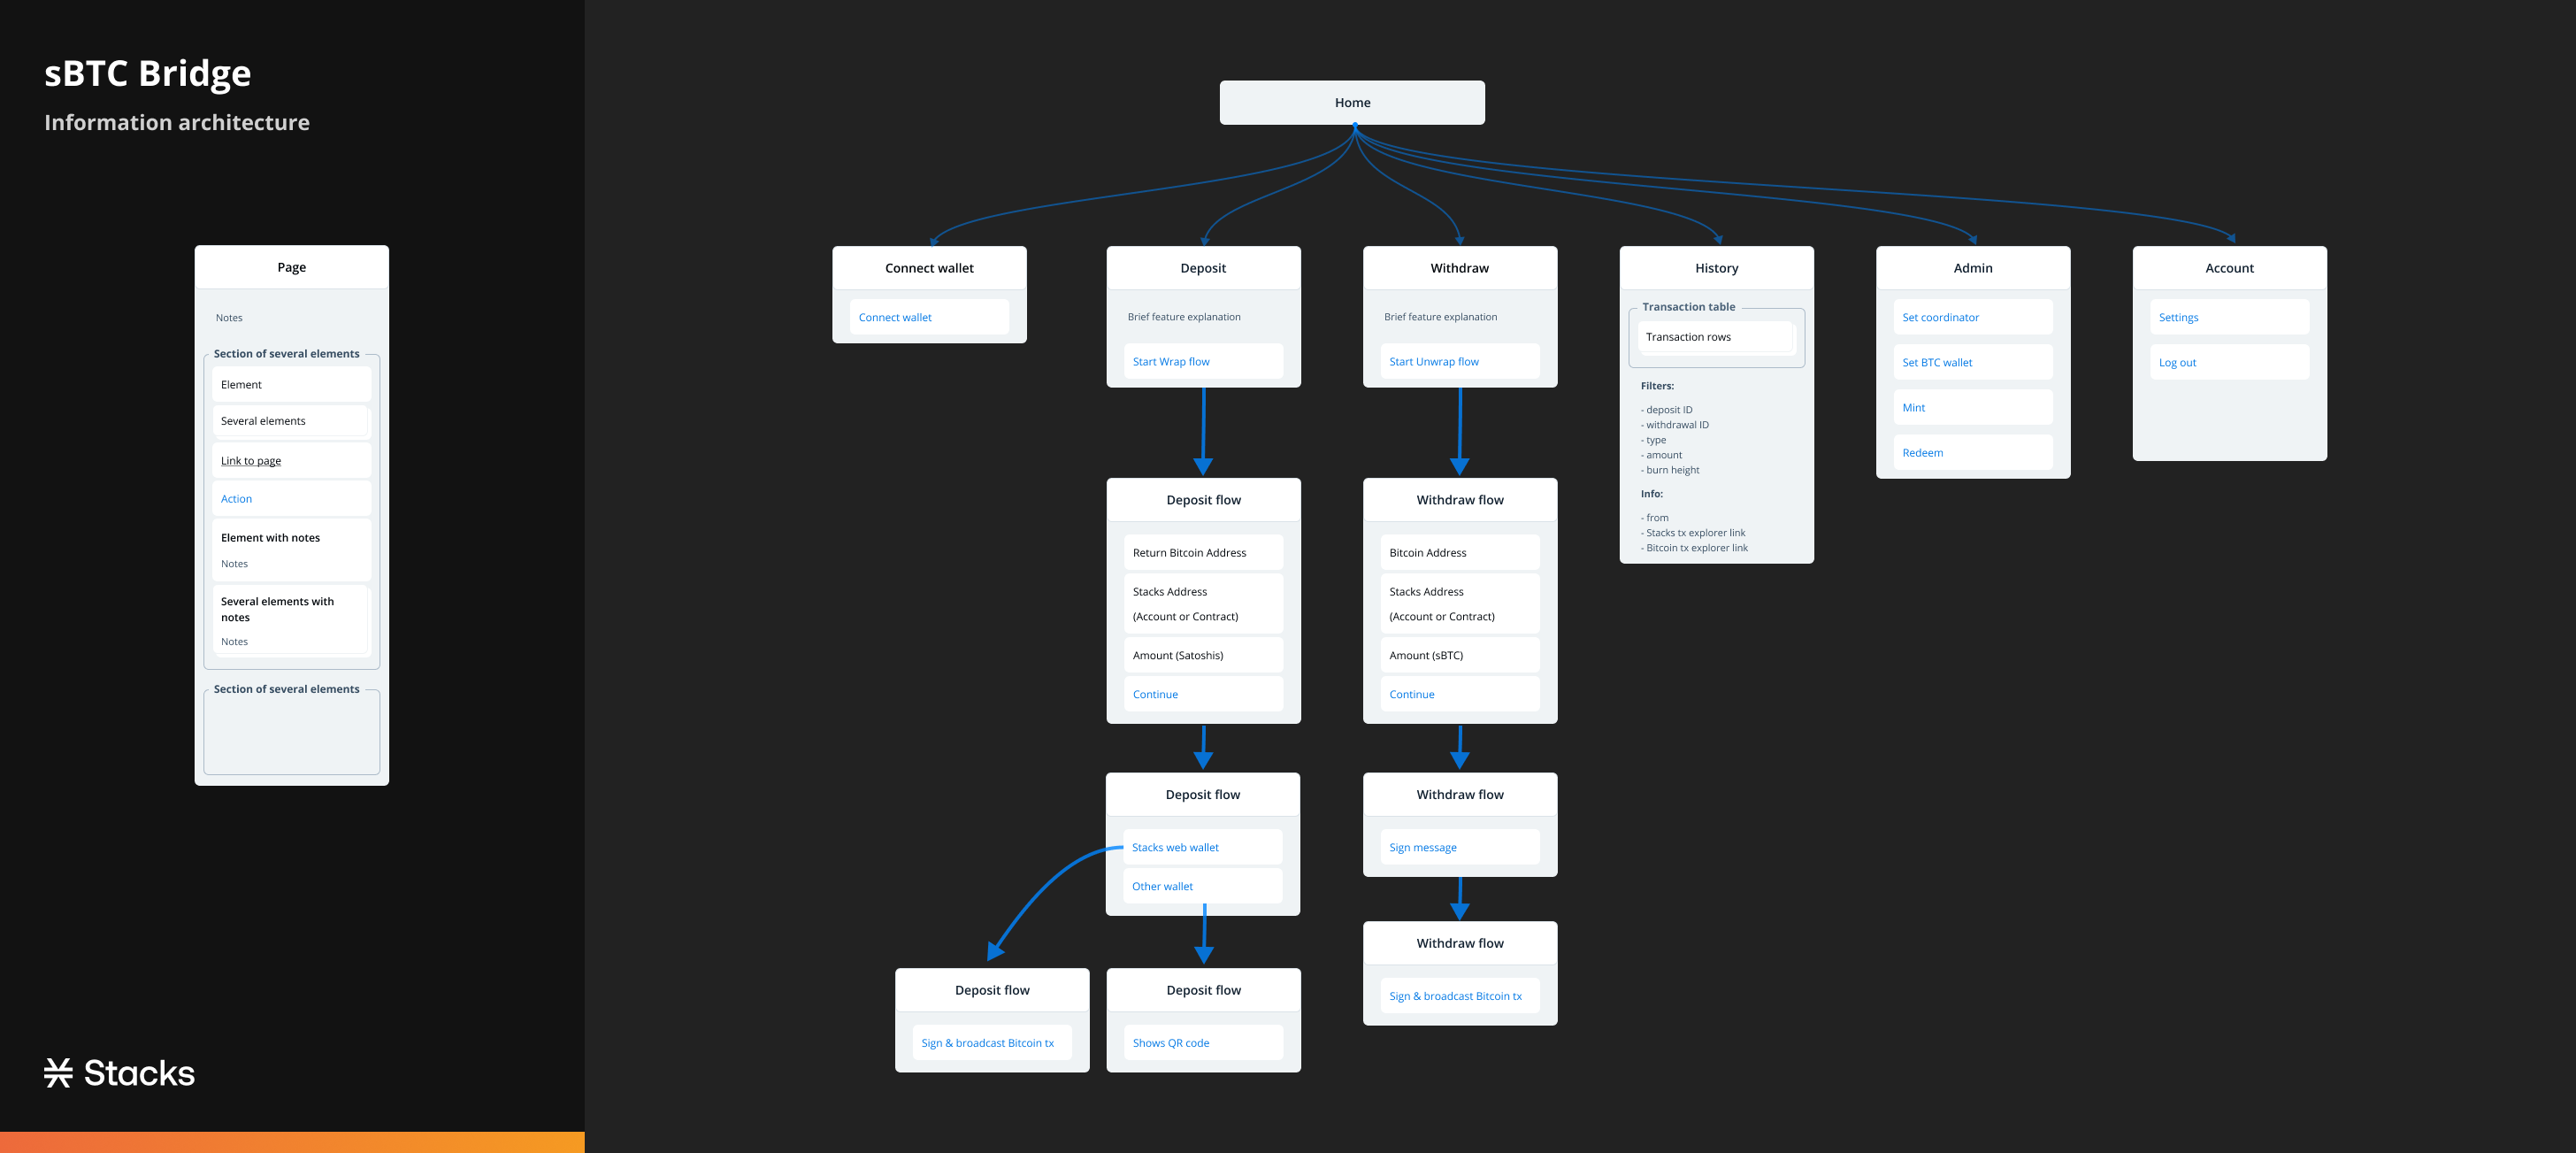 sBTC Bridge
Information architecture
Page
Notes
Section of several elements
Element
Several elements
Link to page
Action
Element with notes
Notes
Several elements with
notes
Notes
Section of several elements
Stacks
Home
Connect wallet
Connect wallet
Deposit
Brief feature explanation
Start Wrap flow
Withdraw
Brief feature explanation
Start Unwrap flow
History
Transaction table
Transaction rows
Filters:
- deposit ID
- withdrawal ID
- type
- amount
- burn height
Info:
- from
- Stacks tx explorer link
- Bitcoin tx explorer link
Admin
Set coordinator
Set BTC wallet
Mint
Redeem
Account
Settings
Log out
Deposit flow
Return Bitcoin Address
Stacks Address
(Account or Contract)
Amount (Satoshis)
Continue
Withdraw flow
Bitcoin Address
Stacks Address
(Account or Contract)
Amount (sBTC)
Continue
Deposit flow
Stacks web wallet
Other wallet
Withdraw flow
Sign message
Deposit flow
Sign & broadcast Bitcoin tx
Deposit flow
Shows QR code
Withdraw flow
Sign & broadcast Bitcoin tx